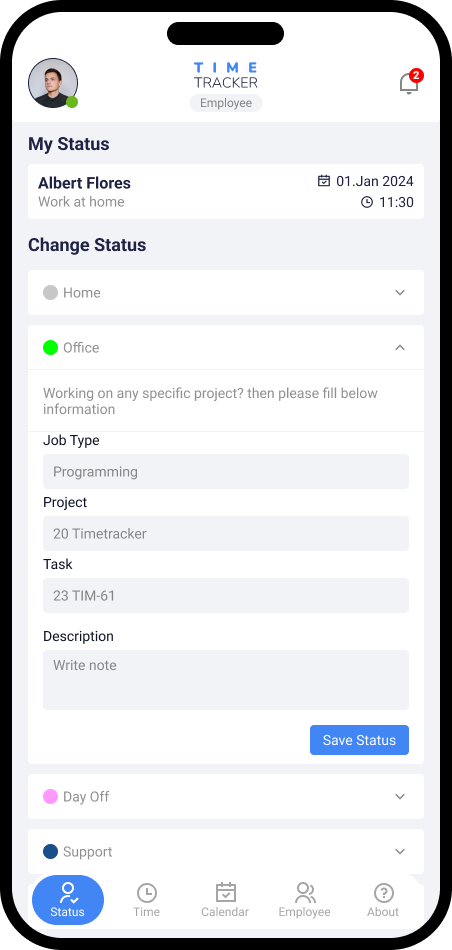 TIME
TRACKER
Employee
2
My Status
Albert Flores
01.Jan 2024
Work at home
11:30
Change Status
Home
Office
Working on any specific project? then please fill below
information
Job Type
Programming
Project
20 Timetracker
Task
23 TIM-61
Description
Write note
Save Status
Day Off
Support
Status
Time
Calendar
Employee
About